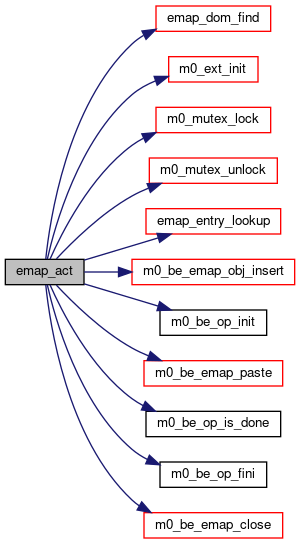 emap_dom_find
m0_ext_init
m0_mutex_lock
m0_mutex_unlock
emap_entry_lookup
emap_act
m0_be_emap_obj_insert
m0_be_op_init
m0_be_emap_paste
m0_be_op_is_done
m0_be_op_fini
m0_be_emap_close